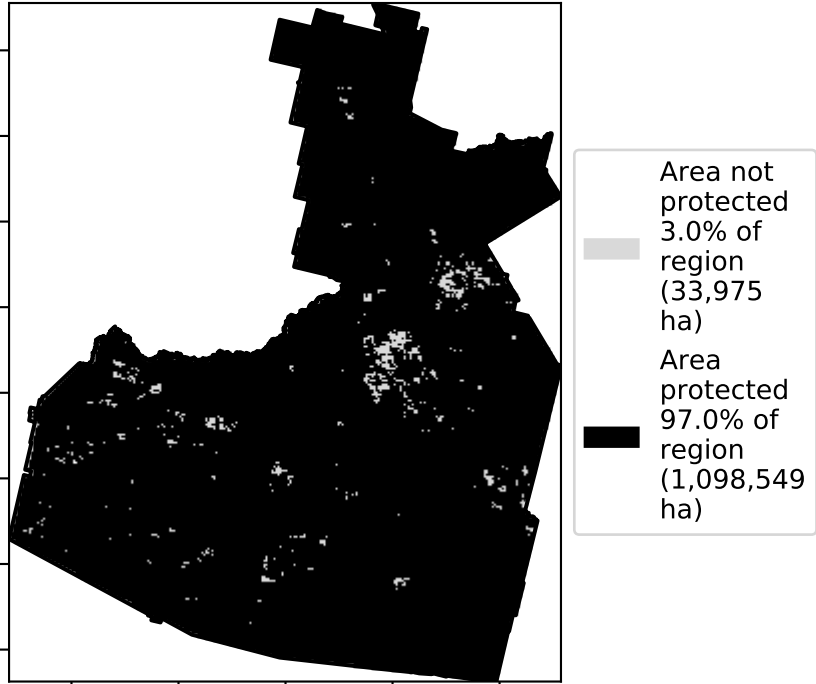 Area not
protected
3.0% of
region
(33,975
ha)
Area
protected
97.0% of
region
(1,098,549
ha)